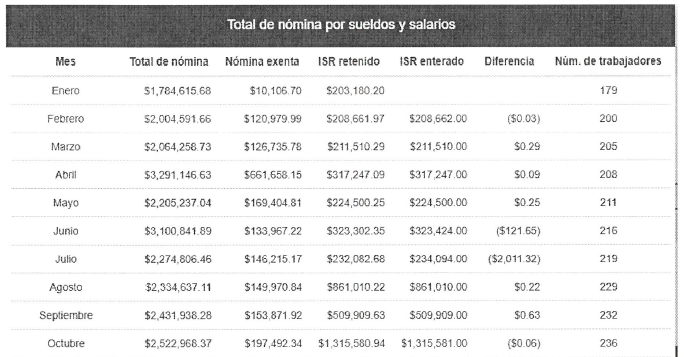 Total de nómina por sueldos y salarios
Mes Total de nómina Nómina exenta ISR retenido ISR enterado Diferencia Núm. de trabajadores
Enero $1,784,615.68 $10,106.70 $203,180.20 179
Febrero $2,004,591.66 $120,979.99 $208,661.97 $208,662.00 ($0.03) 200
Marzo $2,064,258.73 $126,735.78 $211,510.29 $211,510.00 $0.29 205
Abril $3,291,146.63 $661,658.15 $317,247.09 $317,247.00 $0.09 208
Mayo $2,205,237.04 $169,404.81 $224,500.25 $224,500.00 $0.25 211
Junio $3,100,841.89 $133,967.22 $323,302.35 $323,424.00 ($121.65) 216
Julio $2,274,806.46 $146,215.17 $232,082.68 $234,094.00 ($2,011.32) 219
Agosto $2,334,637.11 $149,970.84 $861,010.22 $861,010.00 $0.22 229
Septiembre $2,431,938.28 $153,871.92 $509,909.63 $509,909.00 $0.63 232
Octubre $2,522,968.37 $197,492.34 $1,315,580.94 $1,315,581.00 ($0.06) 236